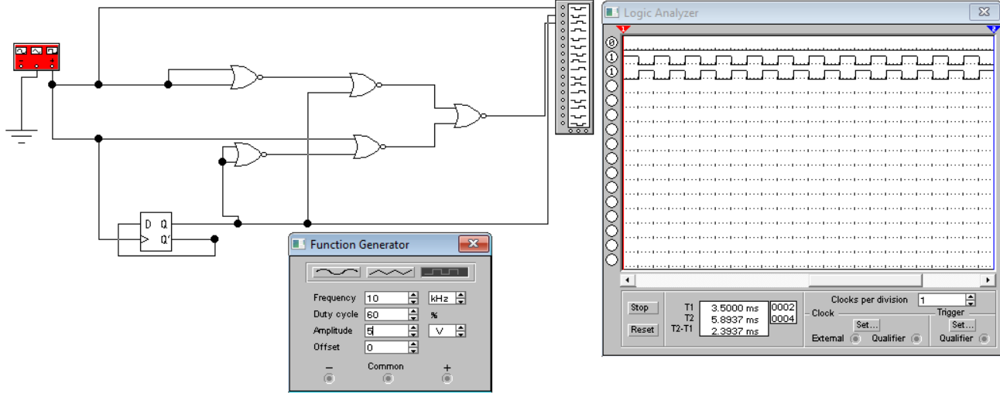 Logic Analyzer
1
2
0
1
1
- +
D Q
Q'
Function Generator
Frequency 10 kHz
Duty cycle 60 %
Amplitude 5 V
Offset 0
- Common +
Stop
Reset
T1 3.5000 ms 0002
T2 5.8937 ms 0004
T2-T1 2.3937 ms
Clocks per division 1
Clock
Set...
External Qualifier
Trigger
Set...
Qualifier